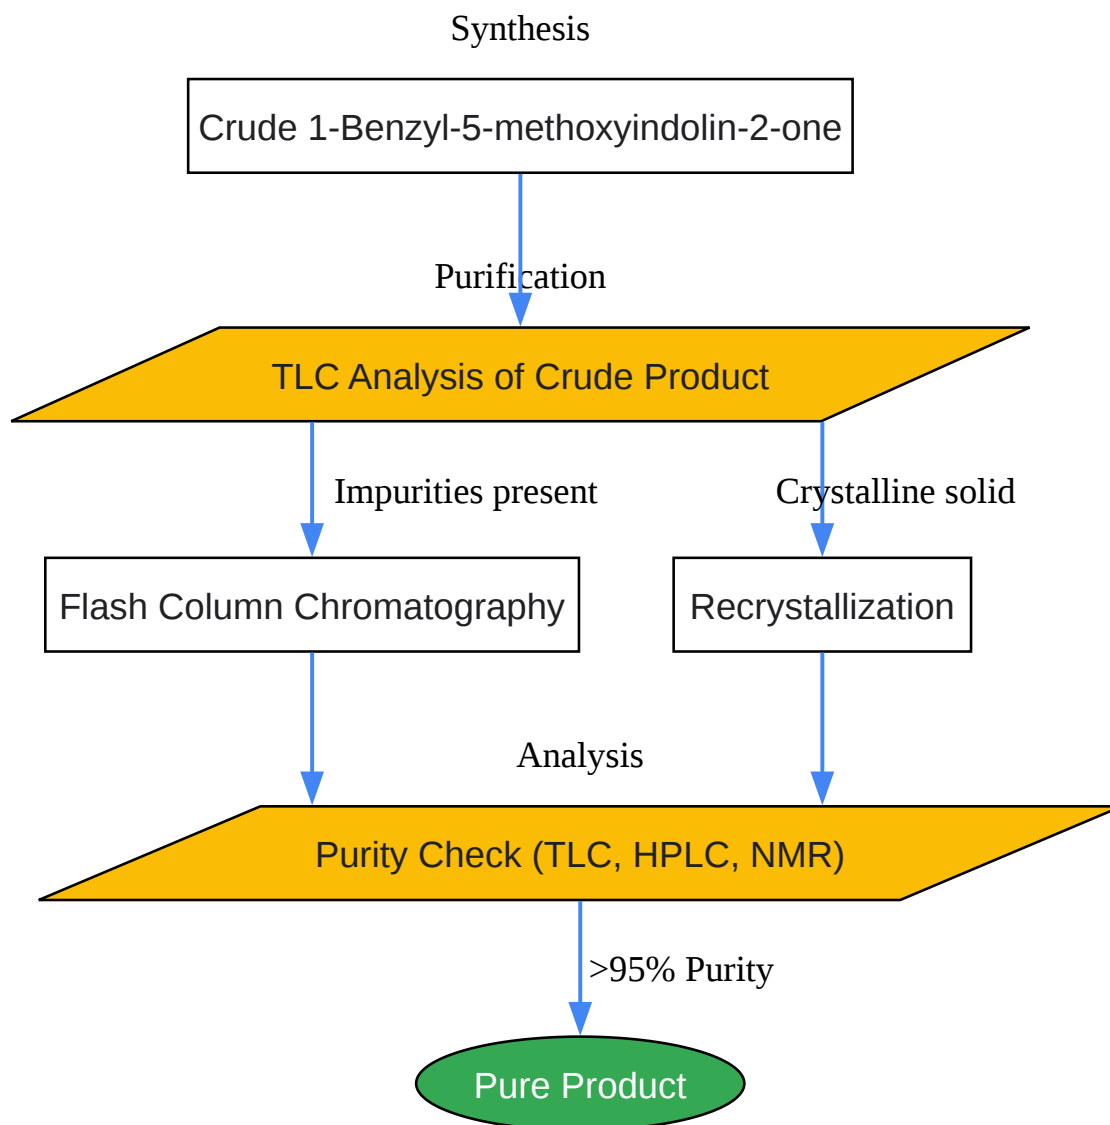 Synthesis
Crude 1-Benzyl-5-methoxyindolin-2-one
Purification
TLC Analysis of Crude Product
Impurities present
Crystalline solid
Flash Column Chromatography
Recrystallization
Analysis
Purity Check (TLC, HPLC, NMR)
>95% Purity
Pure Product